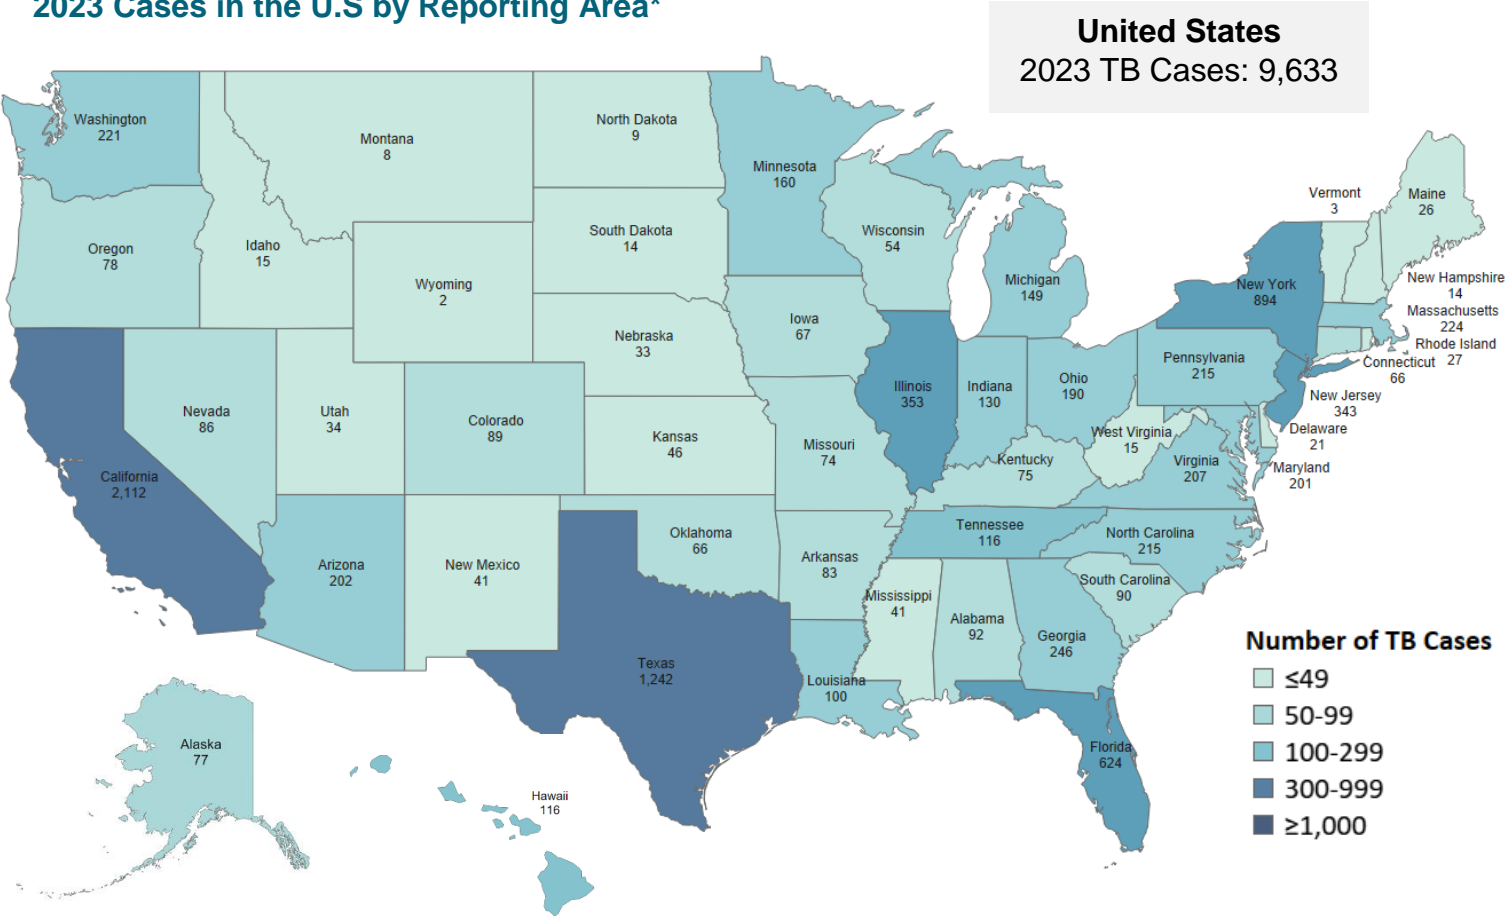 2023 Cases in the U.S by Reporting Area*
United States
2023 TB Cases: 9,633
Washington
221
Montana
8
North Dakota
9
Minnesota
160
Vermont
3
Maine
26
Oregon
78
Idaho
15
South Dakota
14
Wisconsin
54
Wyoming
2
Michigan
149
New York
894
New Hampshire
14
Massachusetts
224
Rhode Island
27
Connecticut
66
Nebraska
33
Iowa
67
Pennsylvania
215
New Jersey
343
Delaware
21
Maryland
201
Nevada
86
Utah
34
Colorado
89
Kansas
46
Missouri
74
Illinois
353
Indiana
130
Ohio
190
West Virginia
15
Kentucky
75
Virginia
207
California
2,112
Arizona
202
New Mexico
41
Oklahoma
66
Arkansas
83
Tennessee
116
North Carolina
215
South Carolina
90
Mississippi
41
Alabama
92
Georgia
246
Texas
1,242
Louisiana
100
Florida
624
Alaska
77
Hawaii
116
Number of TB Cases
≤49
50-99
100-299
300-999
≥1,000